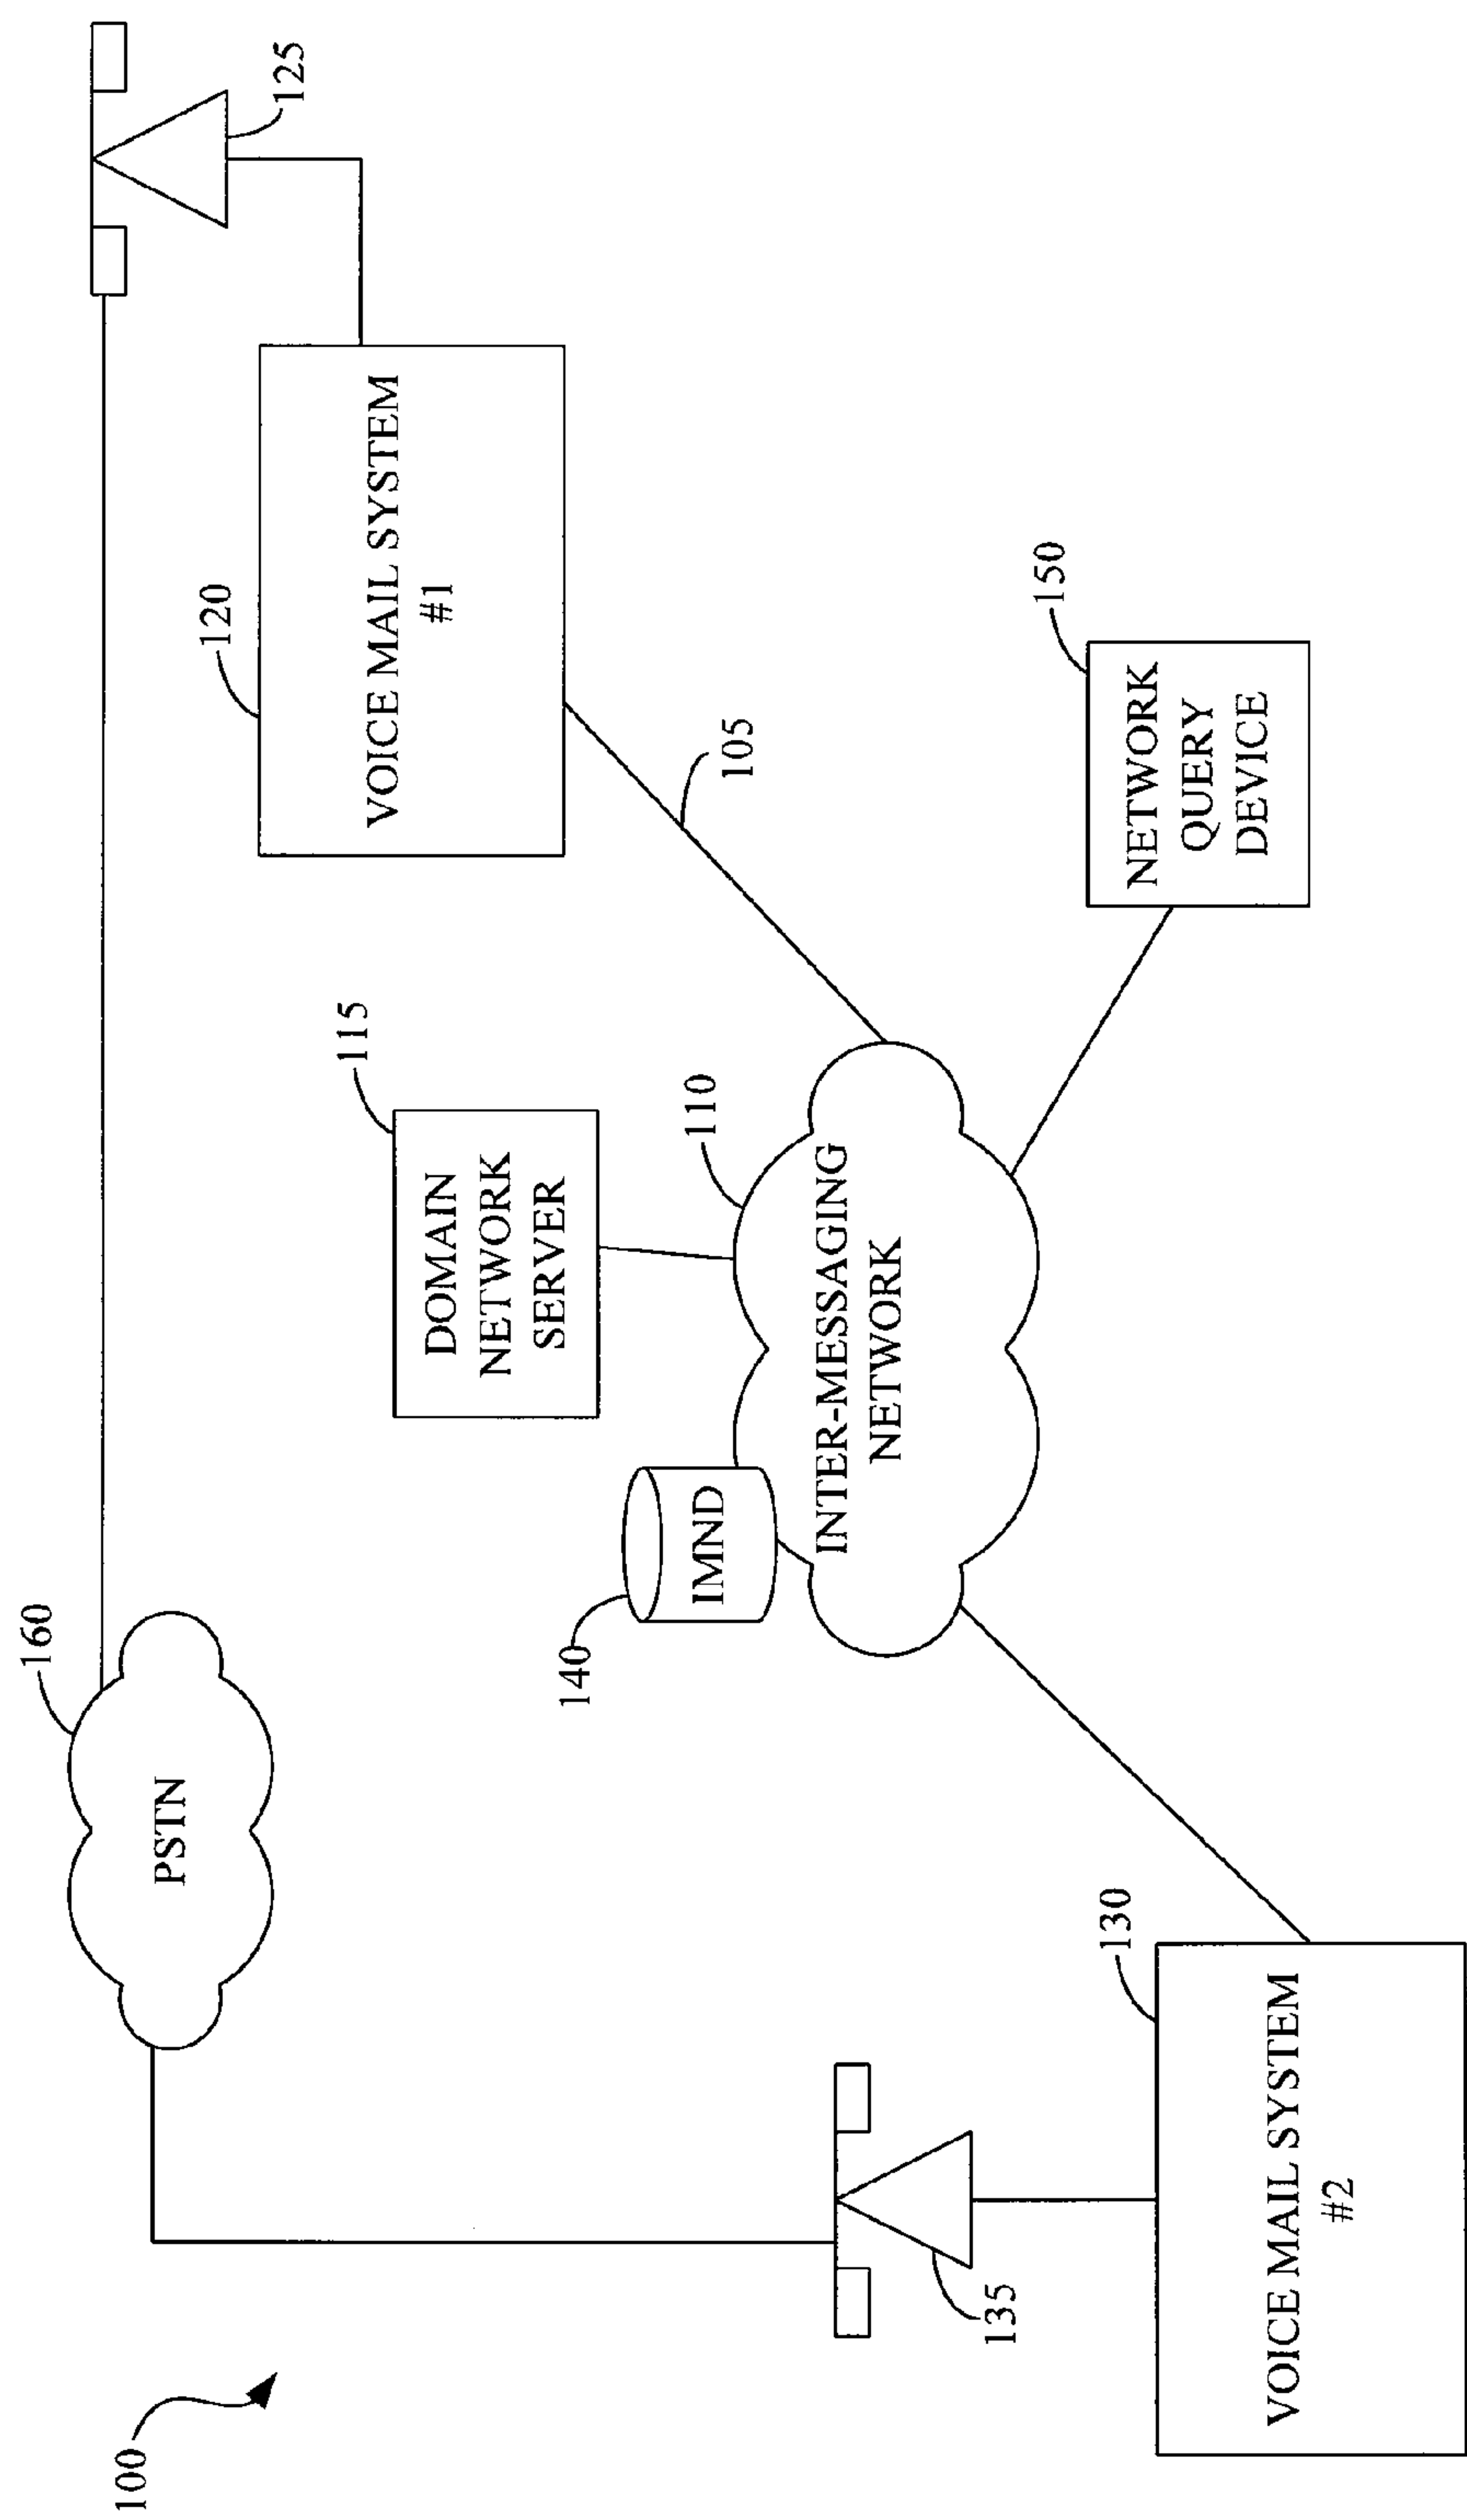 100
160
PSTN
125
135
130
VOICE MAIL SYSTEM
#2
140
IMND
115
DOMAIN
NETWORK
SERVER
110
INTER-MESSAGING
NETWORK
120
VOICE MAIL SYSTEM
#1
105
150
NETWORK
QUERY
DEVICE